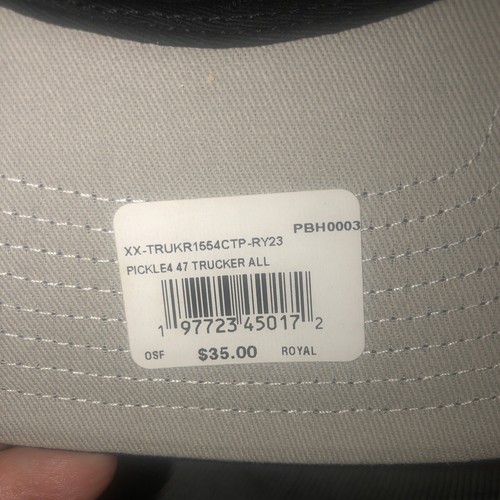 PBH0003
XX-TRUKR1554CTP-RY23
PICKLE4 47 TRUCKER ALL
1 97723 45017 2
OSF $35.00 ROYAL